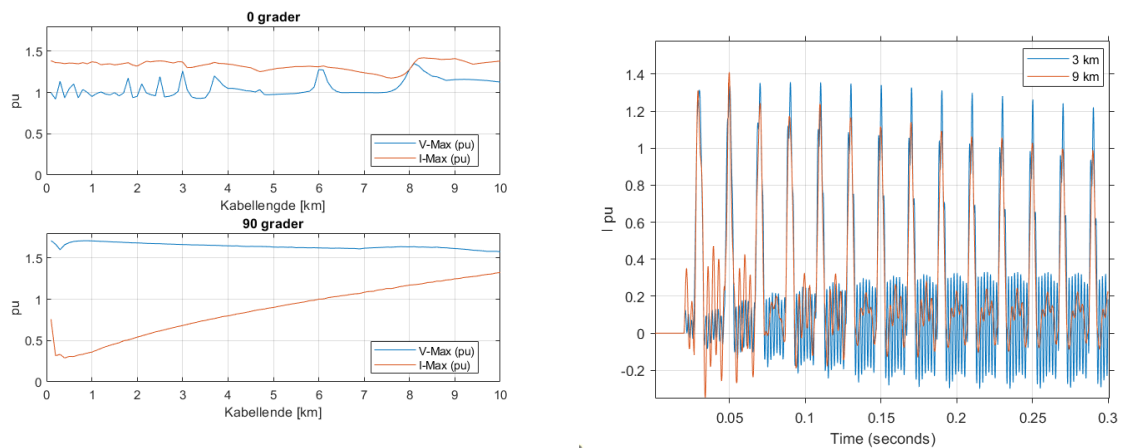 0 grader
1.5
1
0.5
0
pu
0 1 2 3 4 5 6 7 8 9 10
Kabellengde [km]
V-Max (pu)
I-Max (pu)
90 grader
1.5
1
0.5
0
pu
0 1 2 3 4 5 6 7 8 9 10
Kabellende [km]
V-Max (pu)
I-Max (pu)
3 km
9 km
1.4
1.2
1
0.8
0.6
0.4
0.2
0
-0.2
I pu
0.05 0.1 0.15 0.2 0.25 0.3
Time (seconds)